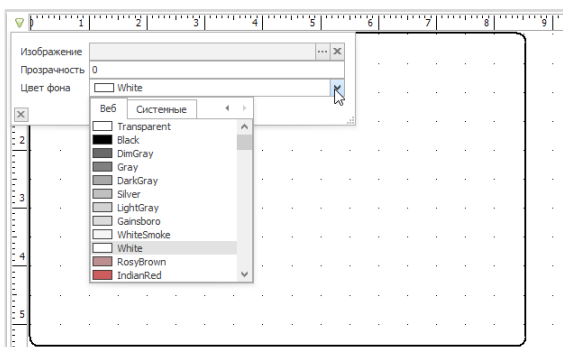 0 1 2 3 4 5 6 7 8 9
Изображение
Прозрачность 0
Цвет фона White
Веб Системные
Transparent
Black
DimGray
Gray
DarkGray
Silver
LightGray
Gainsboro
WhiteSmoke
White
RosyBrown
IndianRed
2
3
4
5